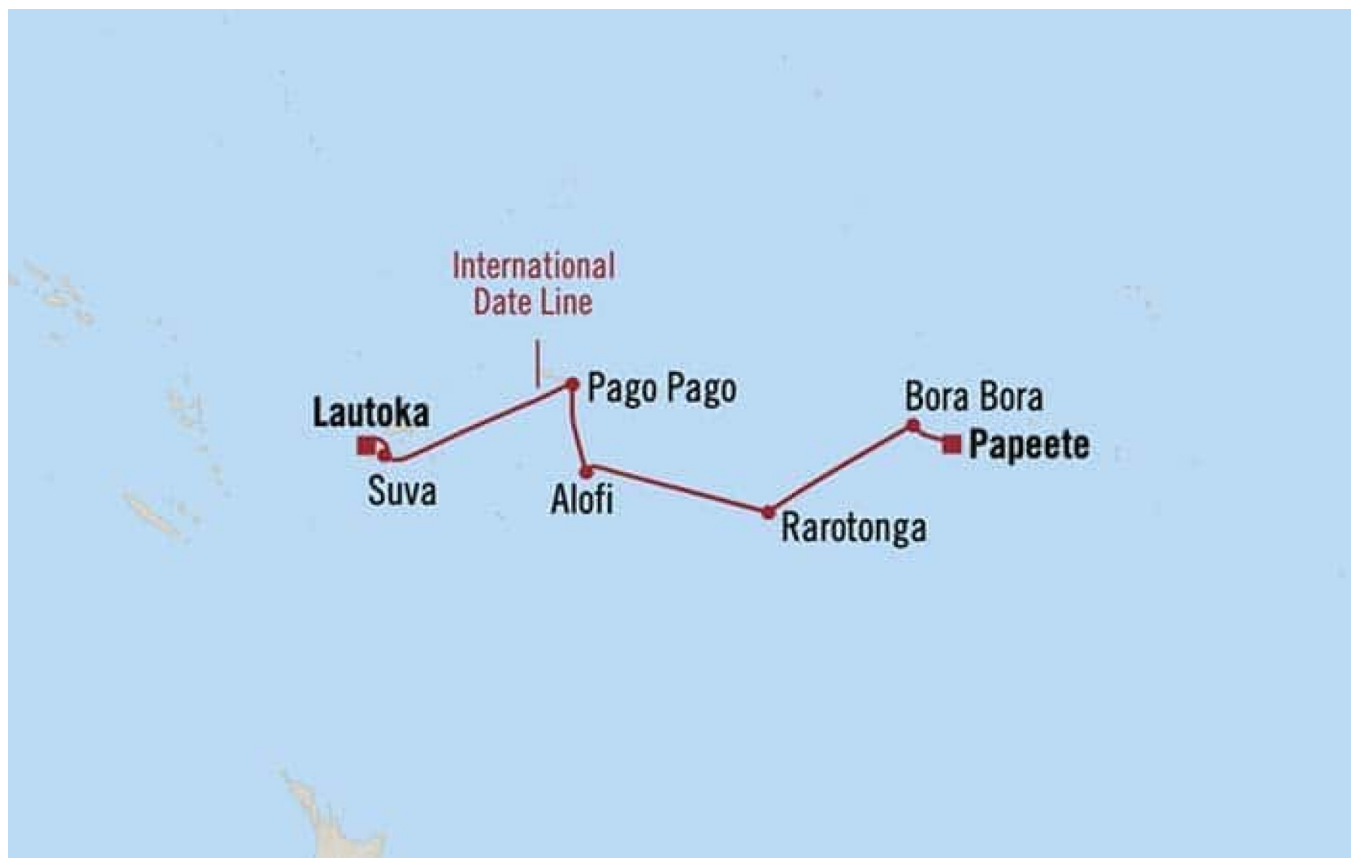 International
Date Line
Pago Pago
Bora Bora
Lautoka
Papeete
Suva
Alofi
Rarotonga